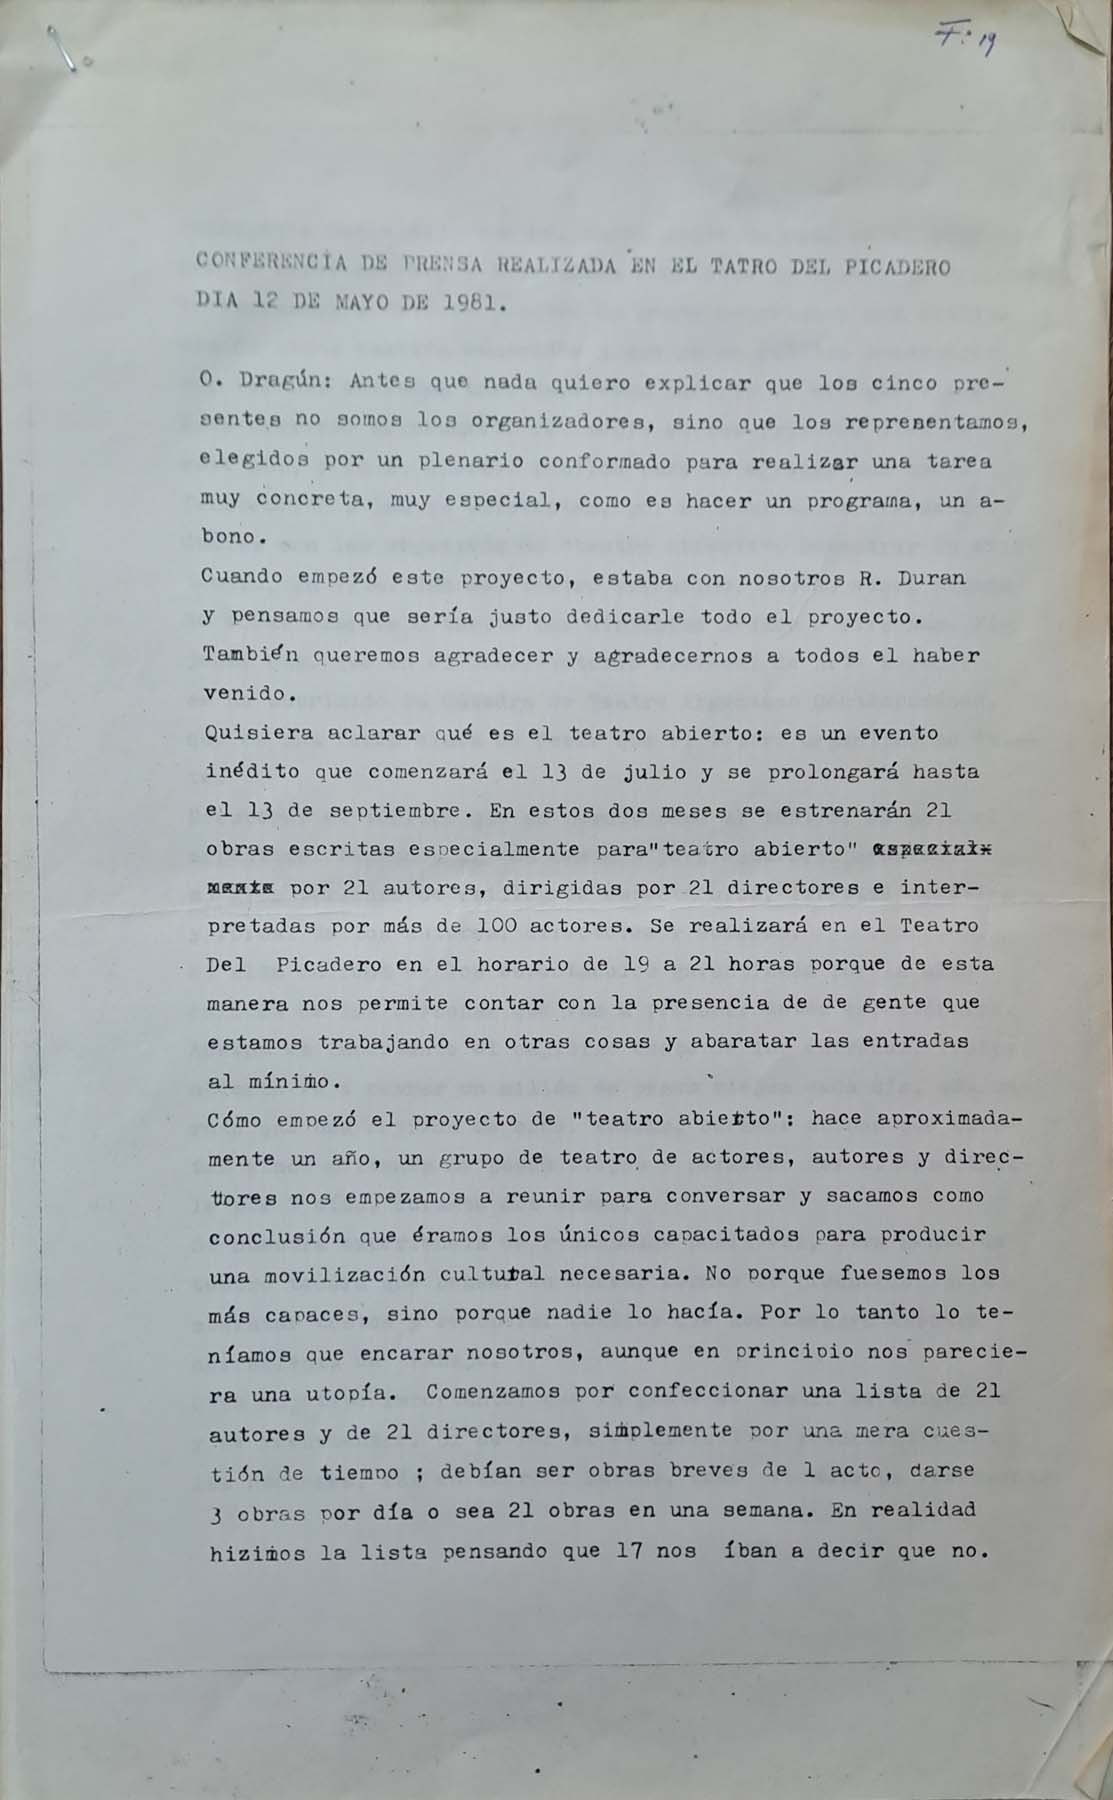 F: 19
CONFERENCIA DE PRENSA REALIZADA EN EL TATRO DEL PICADERO
DIA 12 DE MAYO DE 1981.
O. Dragún: Antes que nada quiero explicar que los cinco pre-
sentes no somos los organizadores, sino que los representamos,
elegidos por un plenario conformado para realizar una tarea
muy concreta, muy especial, como es hacer un programa, un a-
bono.
Cuando empezó este proyecto, estaba con nosotros R. Duran
y pensamos que sería justo dedicarle todo el proyecto.
También queremos agradecer y agradecernos a todos el haber
venido.
Quisiera aclarar qué es el teatro abierto: es un evento
inédito que comenzará el 13 de julio y se prolongará hasta
el 13 de septiembre. En estos dos meses se estrenarán 21
obras escritas especialmente para"teatro abierto" especial-
mente por 21 autores, dirigidas por 21 directores e inter-
pretadas por más de 100 actores. Se realizará en el Teatro
Del Picadero en el horario de 19 a 21 horas porque de esta
manera nos permite contar con la presencia de de gente que
estamos trabajando en otras cosas y abaratar las entradas
al mínimo.
Cómo empezó el proyecto de "teatro abierto": hace aproximada-
mente un año, un grupo de teatro de actores, autores y direc-
tores nos empezamos a reunir para conversar y sacamos como
conclusión que éramos los únicos capacitados para producir
una movilización cultural necesaria. No porque fuesemos los
más capaces, sino porque nadie lo hacía. Por lo tanto lo te-
níamos que encarar nosotros, aunque en principio nos parecie-
ra una utopía. Comenzamos por confeccionar una lista de 21
autores y de 21 directores, simplemente por una mera cues-
tión de tiempo ; debían ser obras breves de 1 acto, darse
3 obras por día o sea 21 obras en una semana. En realidad
hizimos la lista pensando que 17 nos íban a decir que no.